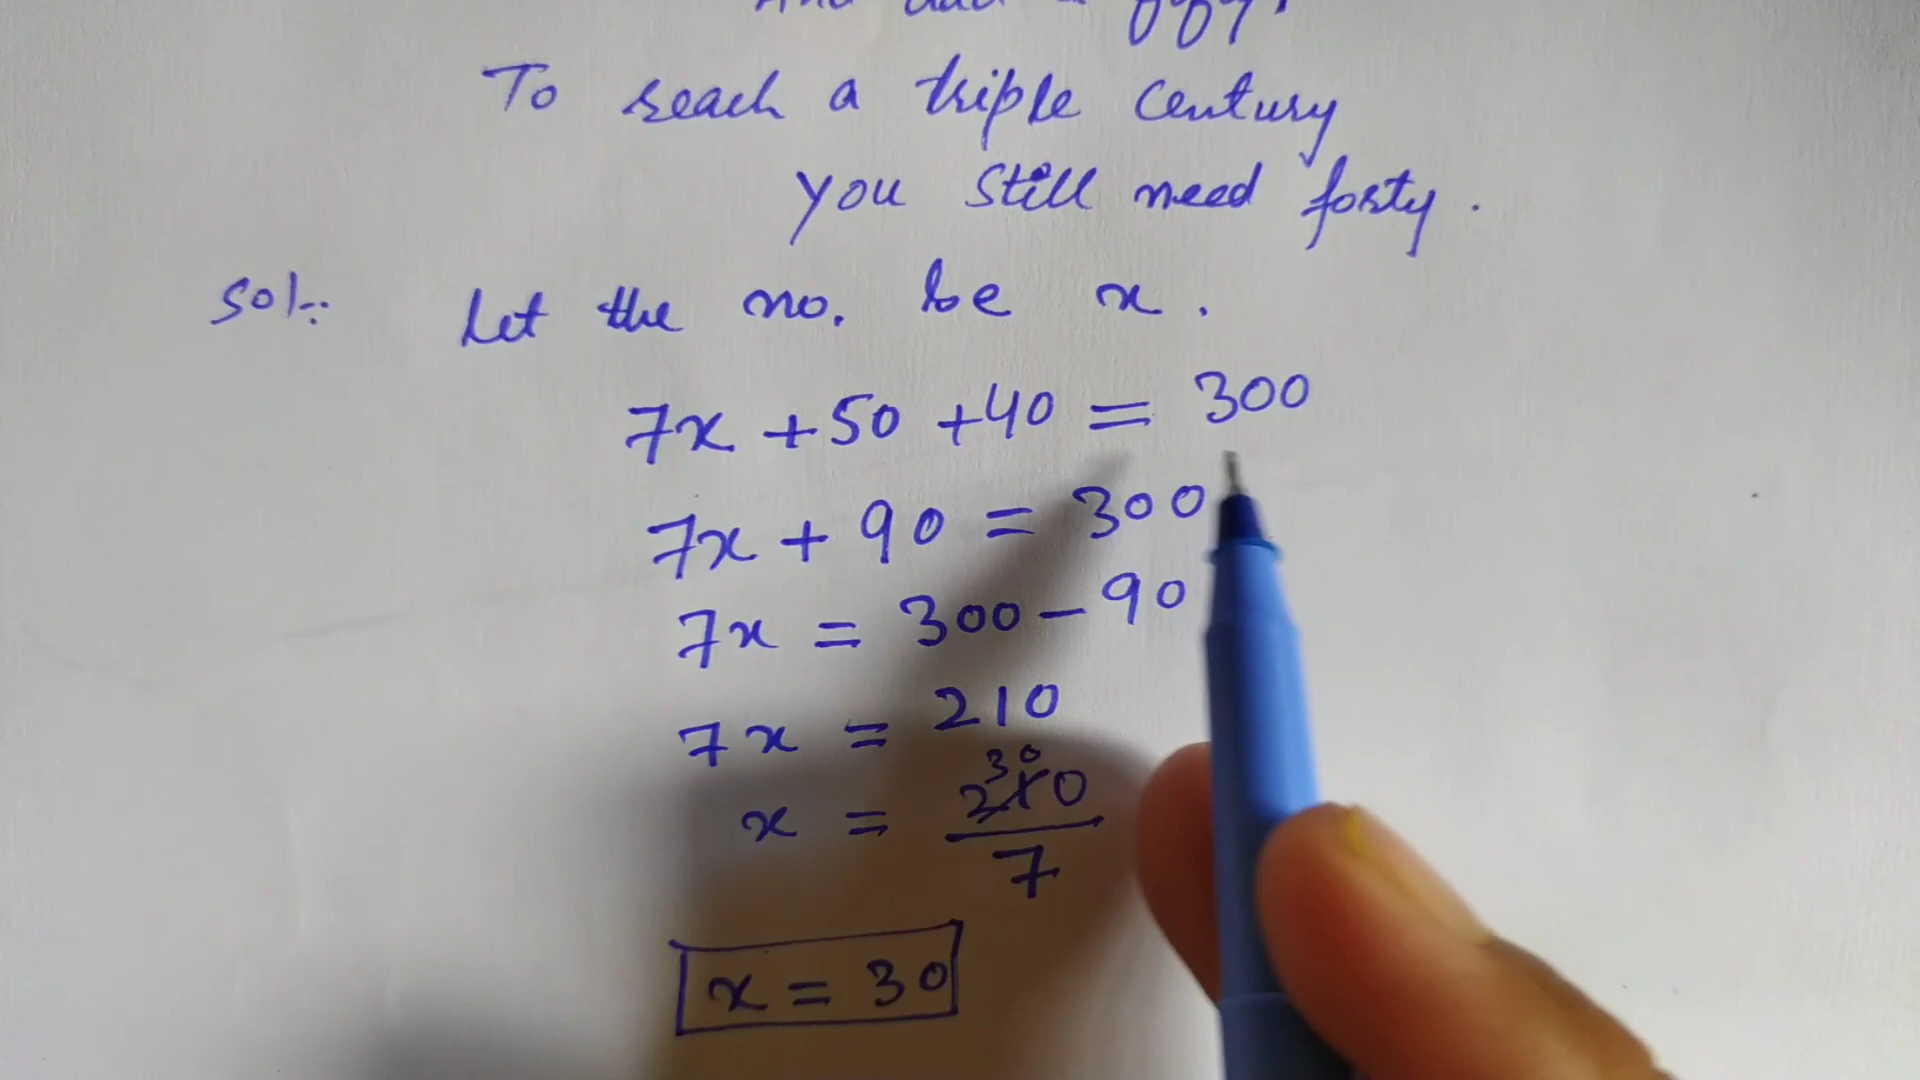 To reach a triple century
you still need forty.
Sol:- Let the no. be x.
7x + 50 + 40 = 300
7x + 90 = 300
7x = 300 - 90
7x = 210
30
x = 210/7
x = 30